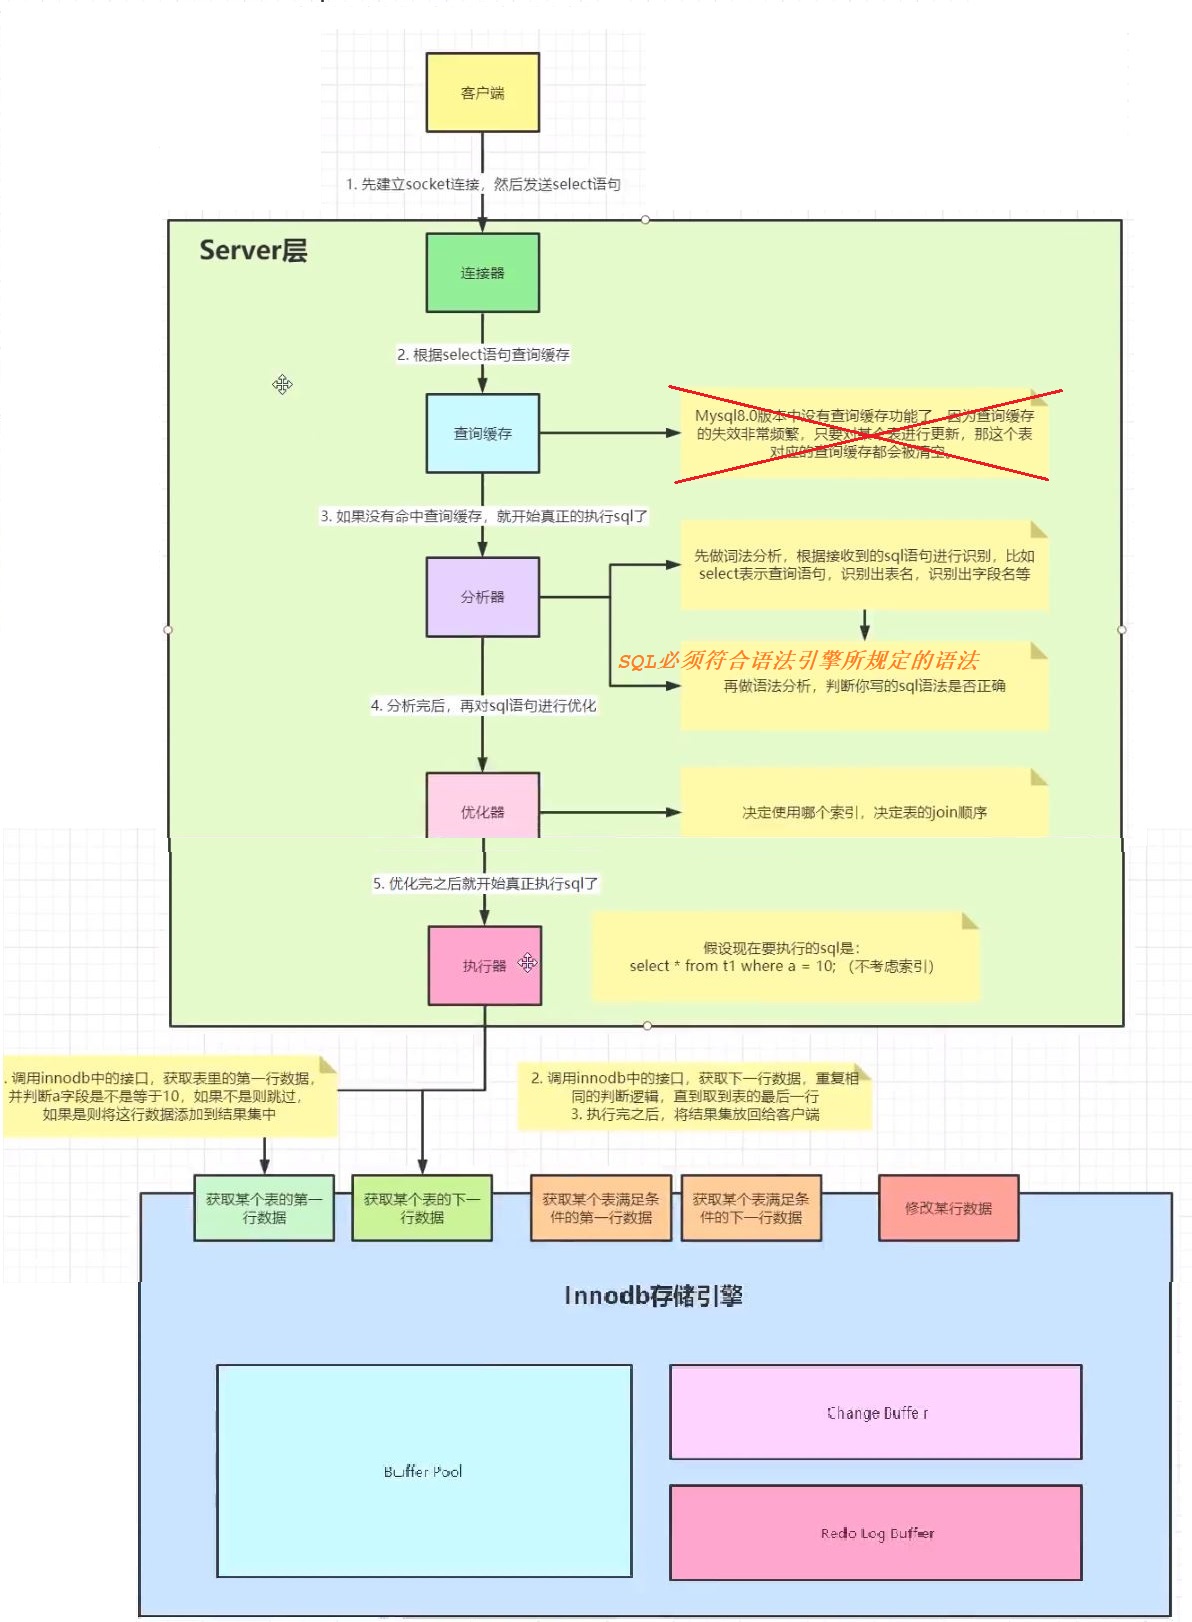 客户端
1. 先建立socket连接，然后发送select语句
Server层
连接器
2. 根据select语句查询缓存
查询缓存
Mysql8.0版本中没有查询缓存功能了，因为查询缓存
的失效非常频繁，只要对某个表进行更新，那这个表
对应的查询缓存都会被清空。
3. 如果没有命中查询缓存，就开始真正的执行sql了
分析器
先做词法分析，根据接收到的sql语句进行识别，比如
select表示查询语句，识别出表名，识别出字段名等
SQL必须符合语法引擎所规定的语法
再做语法分析，判断你写的sql语法是否正确
4. 分析完后，再对sql语句进行优化
优化器
决定使用哪个索引，决定表的join顺序
5. 优化完之后就开始真正执行sql了
执行器
假设现在要执行的sql是：
select * from t1 where a = 10; （不考虑索引）
. 调用innodb中的接口，获取表里的第一行数据，
并判断a字段是不是等于10，如果不是则跳过，
如果是则将这行数据添加到结果集中
2. 调用innodb中的接口，获取下一行数据，重复相
同的判断逻辑，直到取到表的最后一行
3. 执行完之后，将结果集放回给客户端
获取某个表的第一
行数据
获取某个表的下一
行数据
获取某个表满足条
件的第一行数据
获取某个表满足条
件的下一行数据
修改某行数据
Innodb存储引擎
Buffer Pool
Change Buffer
Redo Log Buffer